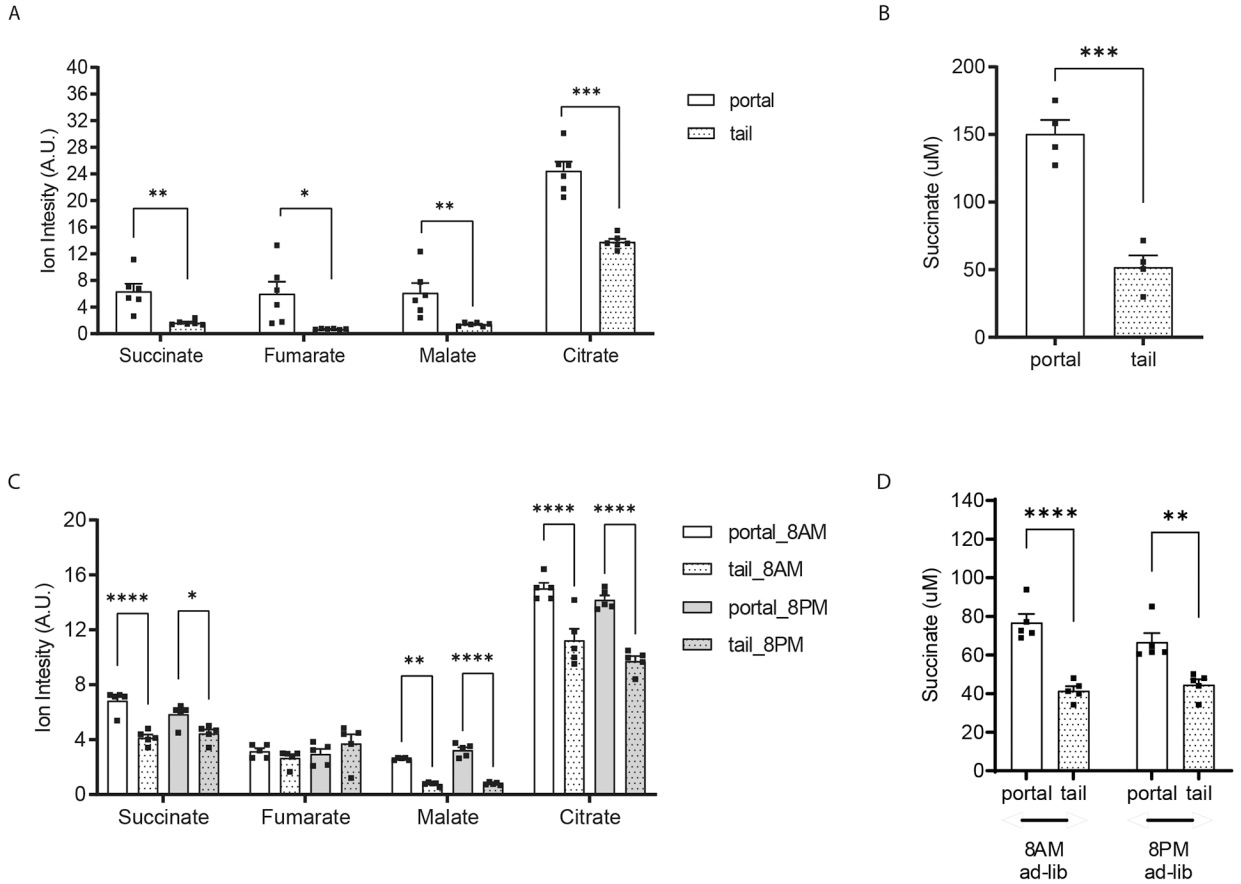 A
40
36
32
28
24
20
16
12
8
4
0
Ion Intesity (A.U.)
** * ** ***
portal
tail
Succinate Fumarate Malate Citrate
B
200
150
100
50
0
Succinate (uM)
***
portal tail
C
20
16
12
8
4
0
Ion Intesity (A.U.)
**** * ** **** **** ****
portal_8AM
tail_8AM
portal_8PM
tail_8PM
Succinate Fumarate Malate Citrate
D
140
120
100
80
60
40
20
0
Succinate (uM)
**** **
portal tail portal tail
8AM 8PM
ad-lib ad-lib